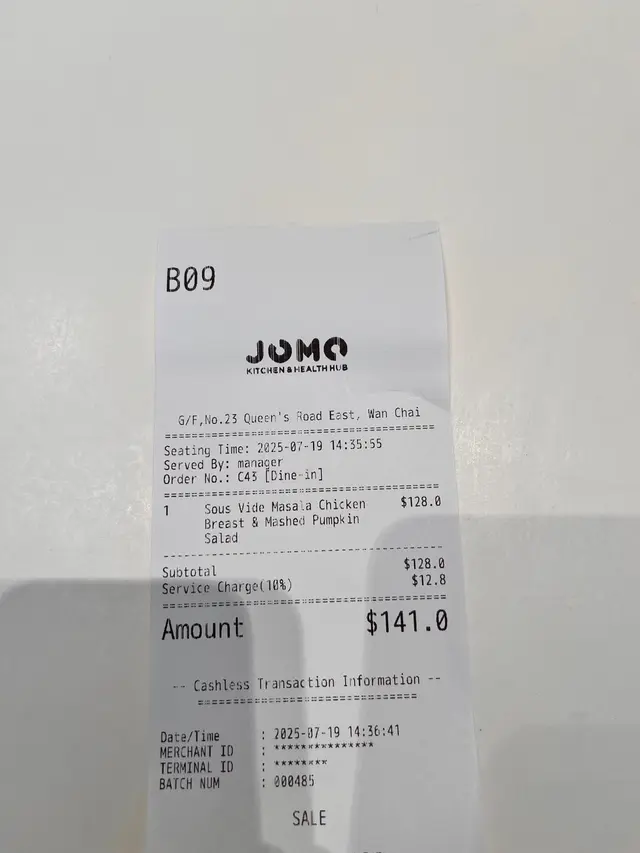 B09
JOMO
KITCHEN & HEALTH HUB
G/F,No.23 Queen's Road East, Wan Chai
========================================
Seating Time: 2025-07-19 14:35:55
Served By: manager
Order No.: C43 [Dine-in]
========================================
1 Sous Vide Masala Chicken $128.0
Breast & Mashed Pumpkin
Salad
----------------------------------------
Subtotal $128.0
Service Charge(10%) $12.8
========================================
Amount $141.0
-- Cashless Transaction Information --
================================
Date/Time : 2025-07-19 14:36:41
MERCHANT ID : ***************
TERMINAL ID : ********
BATCH NUM : 000485
SALE